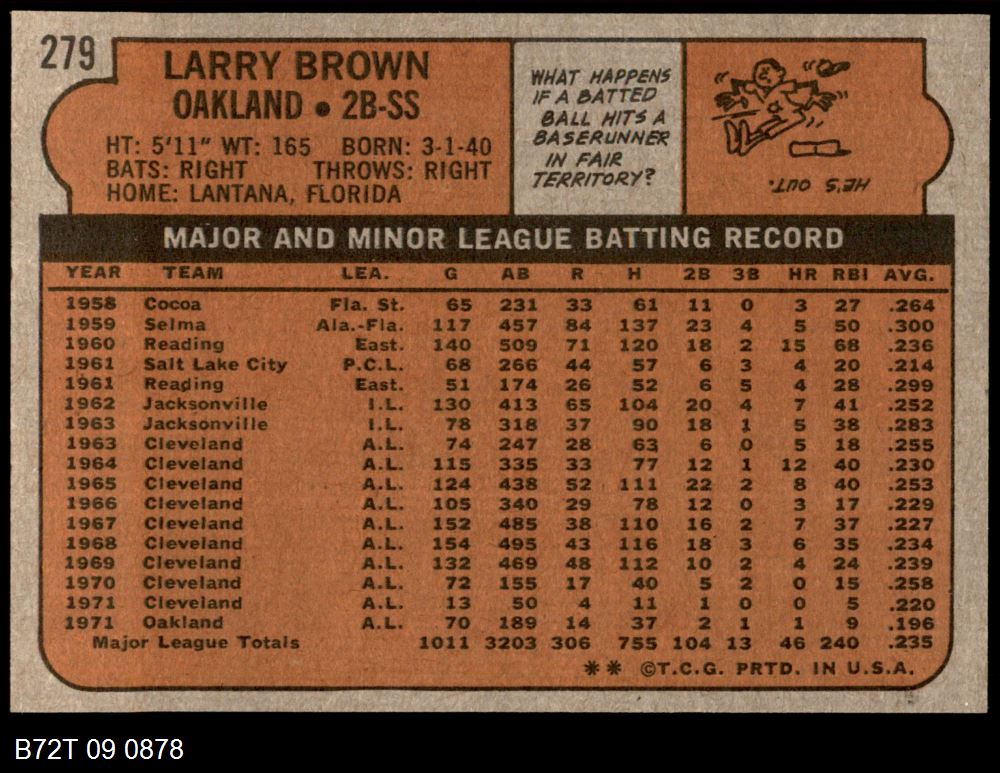 279
LARRY BROWN
OAKLAND • 2B-SS
HT: 5'11" WT: 165 BORN: 3-1-40
BATS: RIGHT THROWS: RIGHT
HOME: LANTANA, FLORIDA
WHAT HAPPENS
IF A BATTED
BALL HITS A
BASERUNNER
IN FAIR
TERRITORY?
HE'S OUT.
MAJOR AND MINOR LEAGUE BATTING RECORD
YEAR TEAM LEA. G AB R H 2B 3B HR RBI AVG.
1958 Cocoa Fla. St. 65 231 33 61 11 0 3 27 .264
1959 Selma Ala.-Fla. 117 457 84 137 23 4 5 50 .300
1960 Reading East. 140 509 71 120 18 2 15 68 .236
1961 Salt Lake City P.C.L. 68 266 44 57 6 3 4 20 .214
1961 Reading East. 51 174 26 52 6 5 4 28 .299
1962 Jacksonville I.L. 130 413 65 104 20 4 7 41 .252
1963 Jacksonville I.L. 78 318 37 90 18 1 5 38 .283
1963 Cleveland A.L. 74 247 28 63 6 0 5 18 .255
1964 Cleveland A.L. 115 335 33 77 12 1 12 40 .230
1965 Cleveland A.L. 124 438 52 111 22 2 8 40 .253
1966 Cleveland A.L. 105 340 29 78 12 0 3 17 .229
1967 Cleveland A.L. 152 485 38 110 16 2 7 37 .227
1968 Cleveland A.L. 154 495 43 116 18 3 6 35 .234
1969 Cleveland A.L. 132 469 48 112 10 2 4 24 .239
1970 Cleveland A.L. 72 155 17 40 5 2 0 15 .258
1971 Cleveland A.L. 13 50 4 11 1 0 0 5 .220
1971 Oakland A.L. 70 189 14 37 2 1 1 9 .196
Major League Totals 1011 3203 306 755 104 13 46 240 .235
** ©T.C.G. PRTD. IN U.S.A.
B72T 09 0878